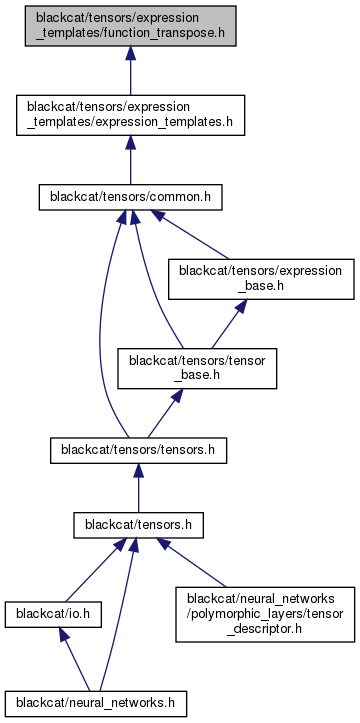 blackcat/tensors/expression
_templates/function_transpose.h
blackcat/tensors/expression
_templates/expression_templates.h
blackcat/tensors/common.h
blackcat/tensors/expression
_base.h
blackcat/tensors/tensor
_base.h
blackcat/tensors/tensors.h
blackcat/tensors.h
blackcat/io.h
blackcat/neural_networks
/polymorphic_layers/tensor
_descriptor.h
blackcat/neural_networks.h